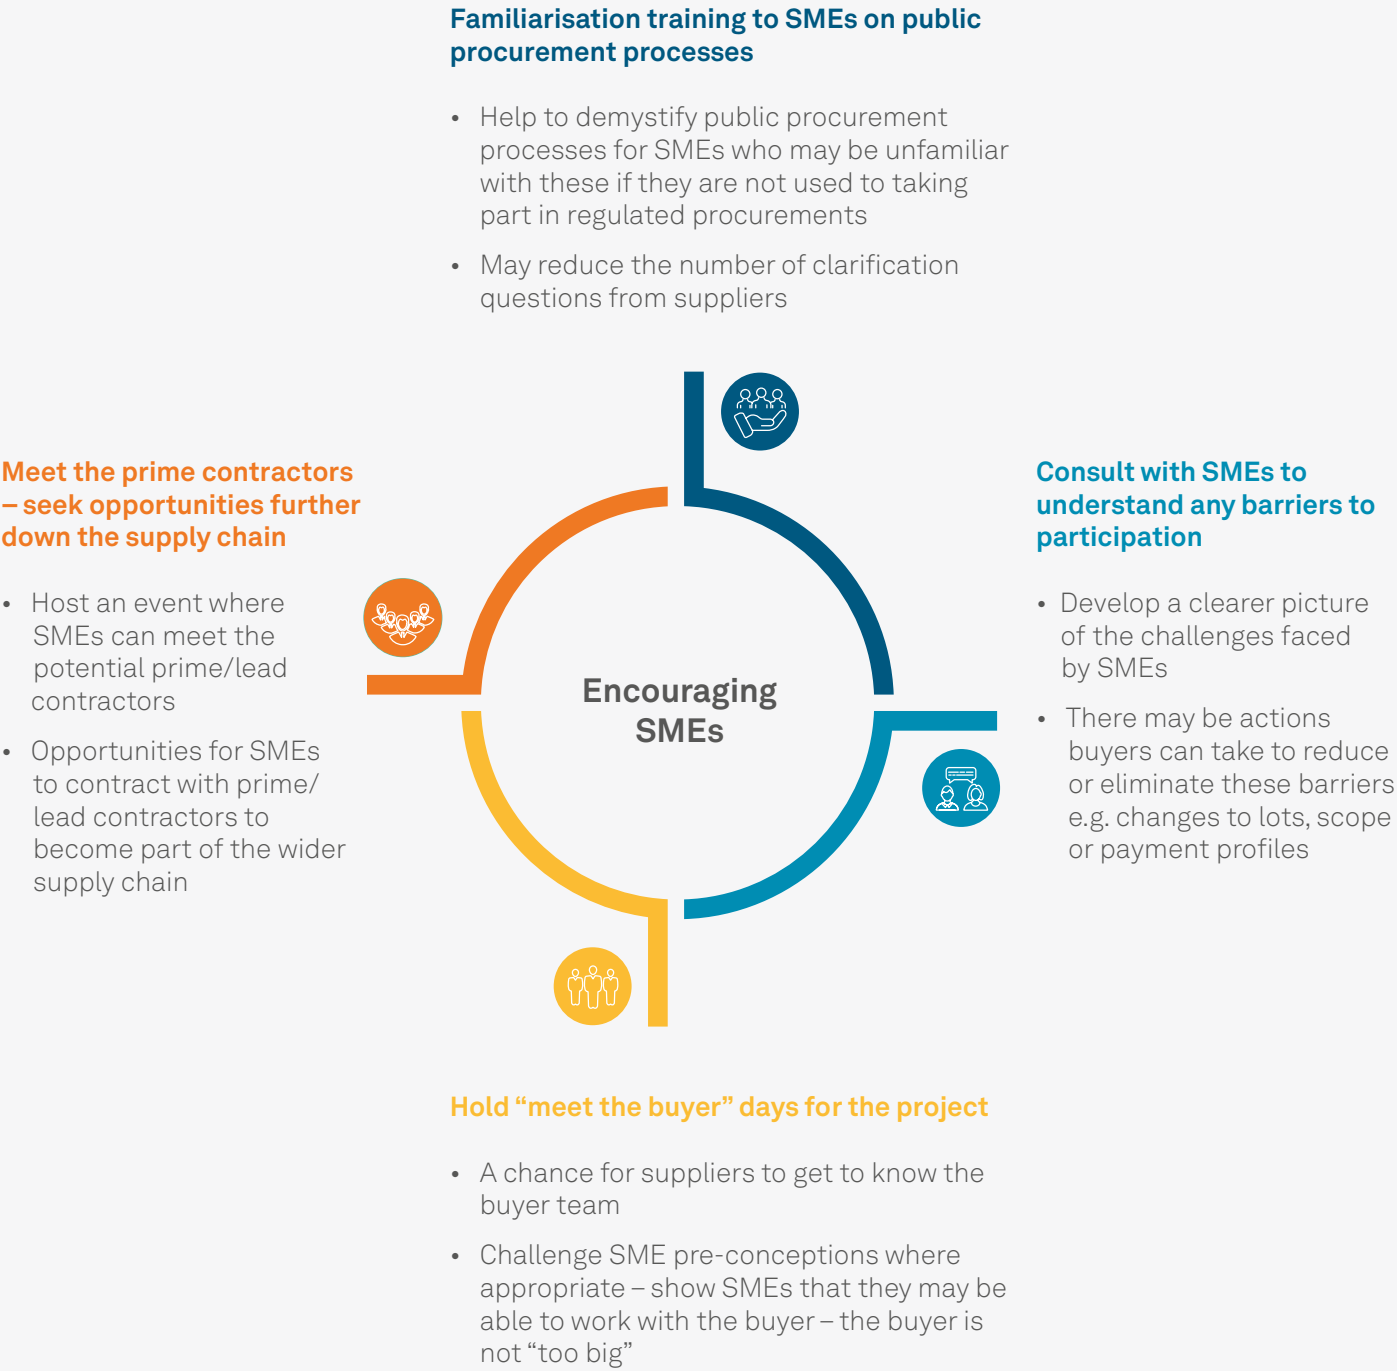 Familiarisation training to SMEs on public
procurement processes
• Help to demystify public procurement
processes for SMEs who may be unfamiliar
with these if they are not used to taking
part in regulated procurements
• May reduce the number of clarification
questions from suppliers
Meet the prime contractors
– seek opportunities further
down the supply chain
• Host an event where
SMEs can meet the
potential prime/lead
contractors
• Opportunities for SMEs
to contract with prime/
lead contractors to
become part of the wider
supply chain
Encouraging
SMEs
Consult with SMEs to
understand any barriers to
participation
• Develop a clearer picture
of the challenges faced
by SMEs
• There may be actions
buyers can take to reduce
or eliminate these barriers
e.g. changes to lots, scope
or payment profiles
Hold “meet the buyer” days for the project
• A chance for suppliers to get to know the
buyer team
• Challenge SME pre-conceptions where
appropriate – show SMEs that they may be
able to work with the buyer – the buyer is
not “too big”